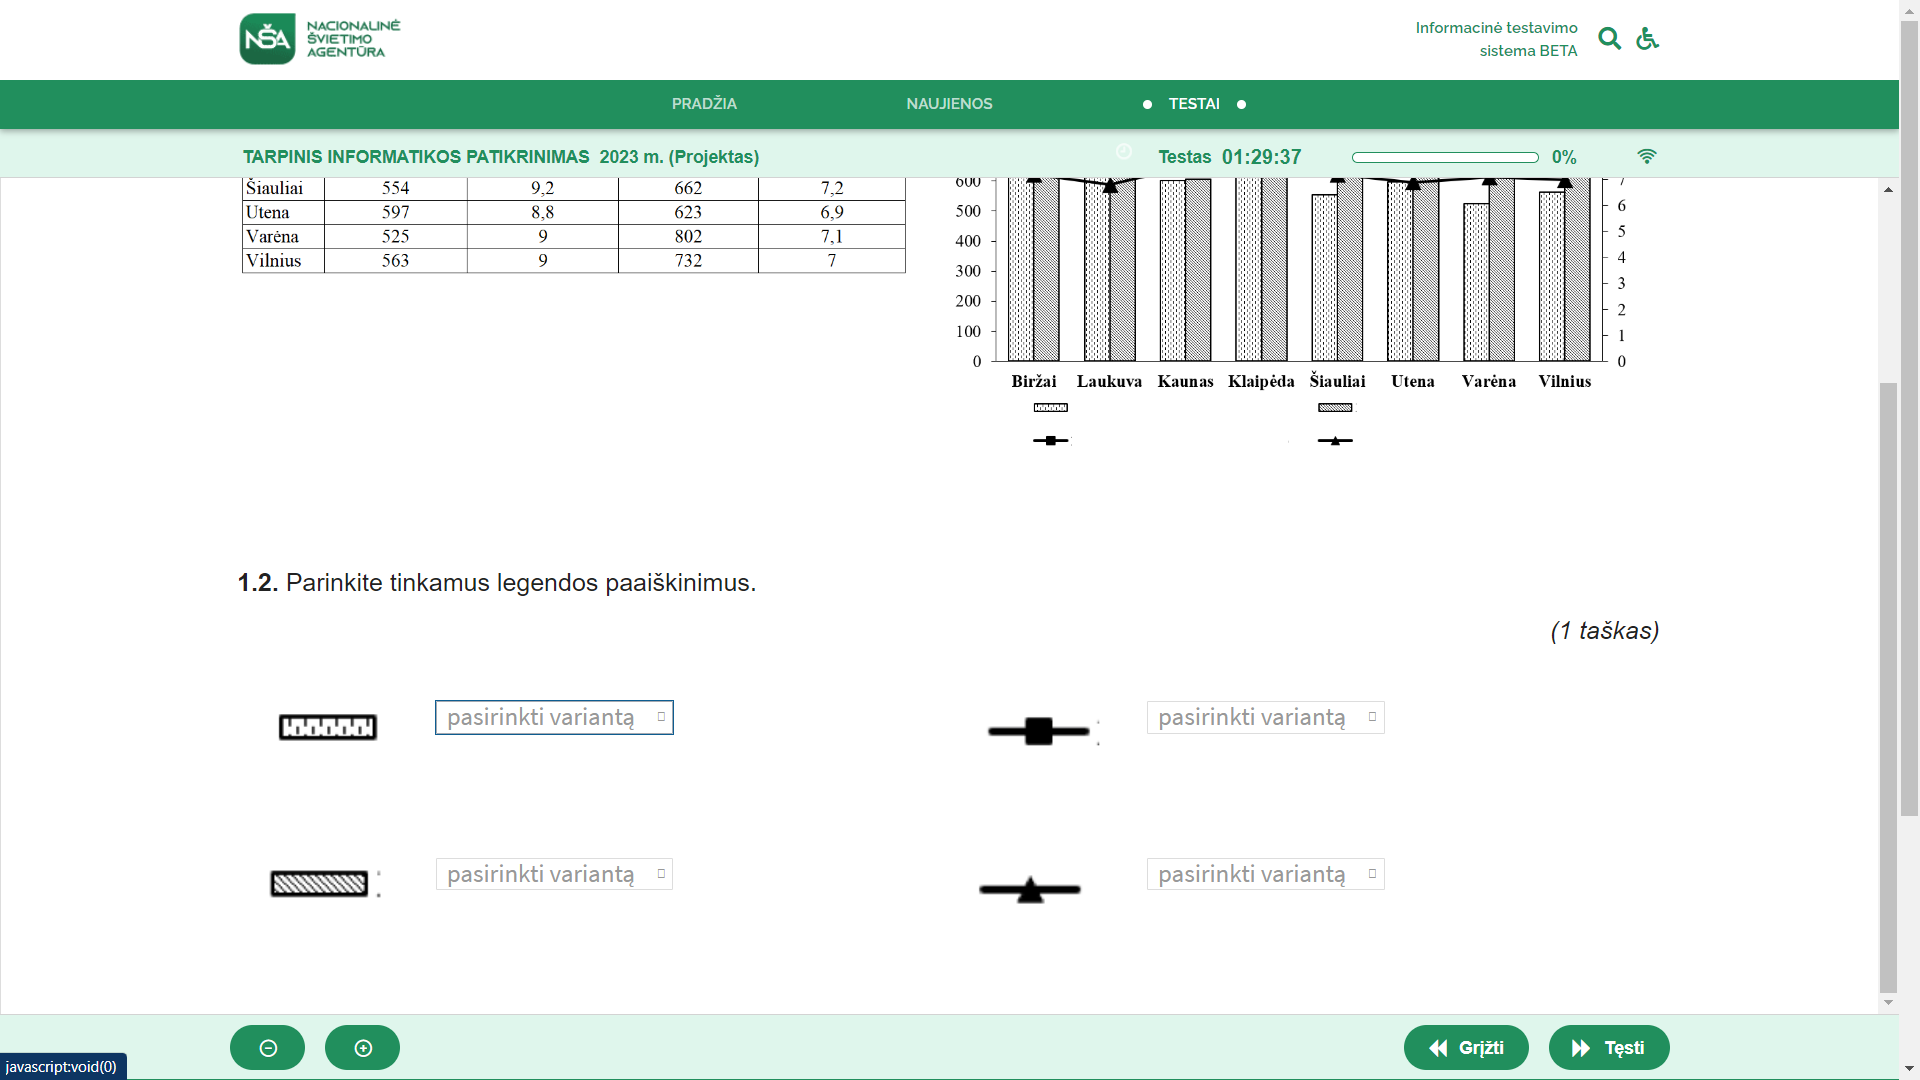 NŠA NACIONALINĖ
ŠVIETIMO
AGENTŪRA
Informacinė testavimo
sistema BETA
PRADŽIA NAUJIENOS TESTAI
TARPINIS INFORMATIKOS PATIKRINIMAS 2023 m. (Projektas) Testas 01:29:37 0%
Šiauliai 554 9,2 662 7,2
Utena 597 8,8 623 6,9
Varėna 525 9 802 7,1
Vilnius 563 9 732 7
600 7
500 6
400 5
300 4
200 3
100 2
0 1
0
Biržai Laukuva Kaunas Klaipėda Šiauliai Utena Varėna Vilnius
1.2. Parinkite tinkamus legendos paaiškinimus.
(1 taškas)
pasirinkti variantą pasirinkti variantą
pasirinkti variantą pasirinkti variantą
Grįžti Tęsti
javascript:void(0)